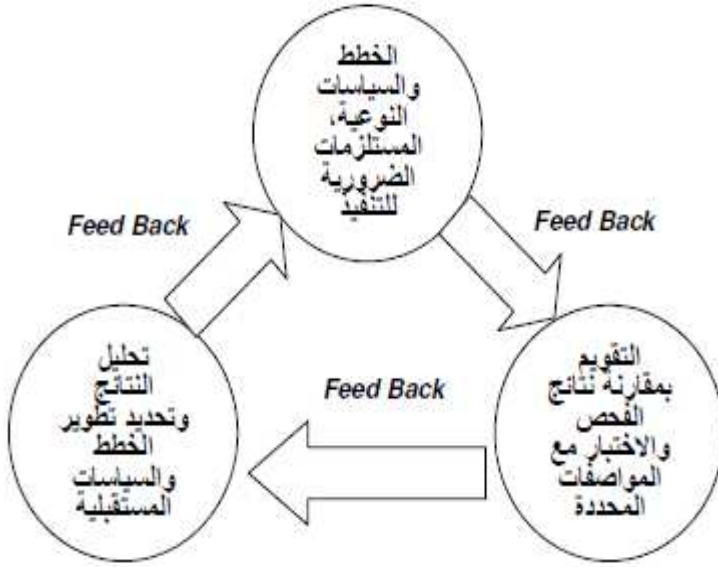 الخطط
والسياسات
النوعية،
المستلزمات
الضرورية
للتنفيذ
Feed Back
Feed Back
تحليل
النتائج
وتحديد تطوير
الخطط
والسياسات
المستقبلية
Feed Back
التقويم
بمقارنة نتائج
الفحص
والاختبار مع
المواصفات
المحددة